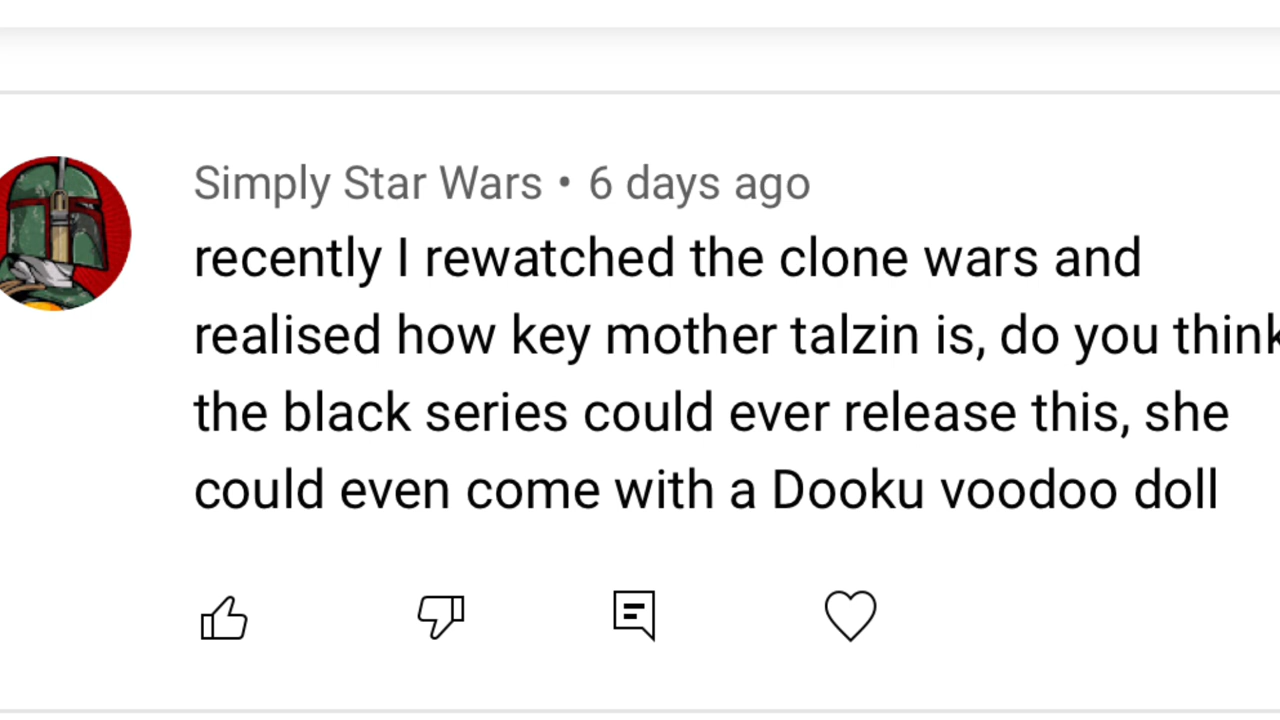 Simply Star Wars • 6 days ago
recently I rewatched the clone wars and
realised how key mother talzin is, do you think
the black series could ever release this, she
could even come with a Dooku voodoo doll